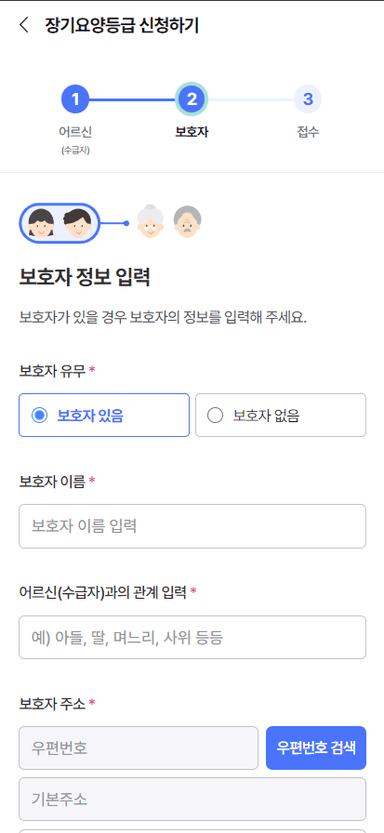 장기요양등급 신청하기
1 2 3
어르신 보호자 접수
(수급자)
보호자 정보 입력
보호자가 있을 경우 보호자의 정보를 입력해 주세요.
보호자 유무 *
보호자 있음 보호자 없음
보호자 이름 *
보호자 이름 입력
어르신(수급자)과의 관계 입력 *
예) 아들, 딸, 며느리, 사위 등등
보호자 주소 *
우편번호 우편번호 검색
기본주소